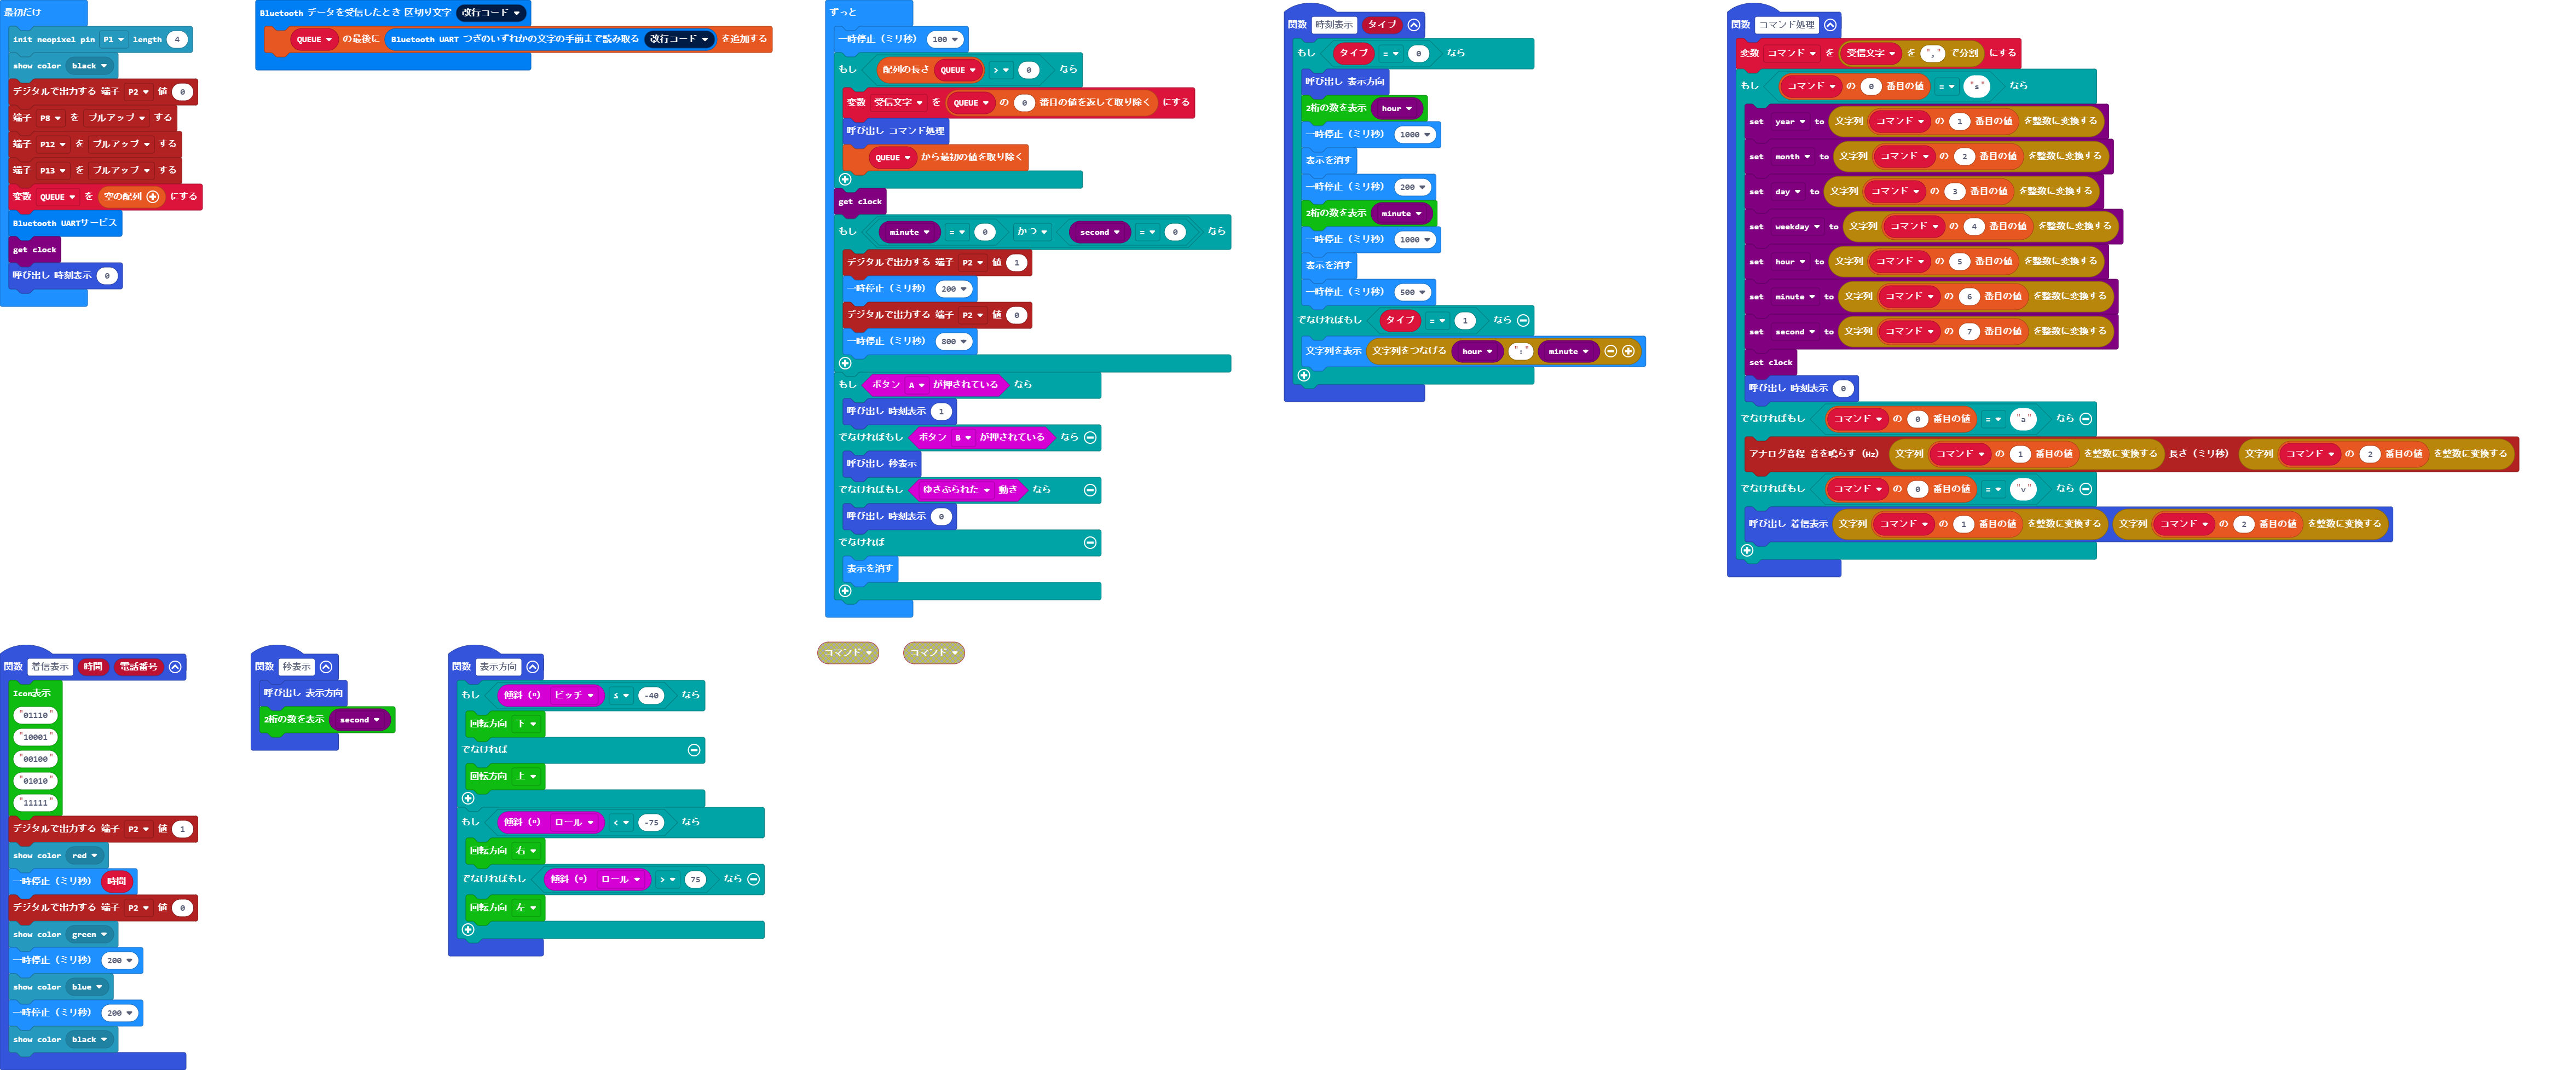 最初だけ
init neopixel pin P1 length 4
show color black
デジタルで出力する 端子 P2 値 0
端子 P8 を プルアップ する
端子 P12 を プルアップ する
端子 P13 を プルアップ する
変数 QUEUE を 空の配列 にする
Bluetooth UARTサービス
get clock
呼び出し 時刻表示 0
Bluetooth データを受信したとき 区切り文字 改行コード
QUEUE の最後に Bluetooth UART つぎのいずれかの文字の手前まで読み取る 改行コード を追加する
ずっと
一時停止（ミリ秒） 100
もし 配列の長さ QUEUE > 0 なら
変数 受信文字 を QUEUE の 0 番目の値を返して取り除く にする
呼び出し コマンド処理
QUEUE から最初の値を取り除く
get clock
もし minute = 0 かつ second = 0 なら
デジタルで出力する 端子 P2 値 1
一時停止（ミリ秒） 200
デジタルで出力する 端子 P2 値 0
一時停止（ミリ秒） 800
もし ボタン A が押されている なら
呼び出し 時刻表示 1
でなければもし ボタン B が押されている なら
呼び出し 秒表示
でなければもし ゆさぶられた 動き なら
呼び出し 時刻表示 0
でなければ
表示を消す
関数 時刻表示 タイプ
もし タイプ = 0 なら
呼び出し 表示方向
2桁の数を表示 hour
一時停止（ミリ秒） 1000
表示を消す
一時停止（ミリ秒） 200
2桁の数を表示 minute
一時停止（ミリ秒） 1000
表示を消す
一時停止（ミリ秒） 500
でなければもし タイプ = 1 なら
文字列を表示 文字列をつなげる hour ":" minute
関数 コマンド処理
変数 コマンド を 受信文字 を "," で分割 にする
もし コマンド の 0 番目の値 = "s" なら
set year to 文字列 コマンド の 1 番目の値 を整数に変換する
set month to 文字列 コマンド の 2 番目の値 を整数に変換する
set day to 文字列 コマンド の 3 番目の値 を整数に変換する
set weekday to 文字列 コマンド の 4 番目の値 を整数に変換する
set hour to 文字列 コマンド の 5 番目の値 を整数に変換する
set minute to 文字列 コマンド の 6 番目の値 を整数に変換する
set second to 文字列 コマンド の 7 番目の値 を整数に変換する
set clock
呼び出し 時刻表示 0
でなければもし コマンド の 0 番目の値 = "a" なら
アナログ音程 音を鳴らす（Hz） 文字列 コマンド の 1 番目の値 を整数に変換する 長さ（ミリ秒） 文字列 コマンド の 2 番目の値 を整数に変換する
でなければもし コマンド の 0 番目の値 = "v" なら
呼び出し 着信表示 文字列 コマンド の 1 番目の値 を整数に変換する 文字列 コマンド の 2 番目の値 を整数に変換する
関数 着信表示 時間 電話番号
Icon表示
"01110"
"10001"
"00100"
"01010"
"11111"
デジタルで出力する 端子 P2 値 1
show color red
一時停止（ミリ秒） 時間
デジタルで出力する 端子 P2 値 0
show color green
一時停止（ミリ秒） 200
show color blue
一時停止（ミリ秒） 200
show color black
関数 秒表示
呼び出し 表示方向
2桁の数を表示 second
関数 表示方向
もし 傾斜（°） ピッチ ≤ -40 なら
回転方向 下
でなければ
回転方向 上
もし 傾斜（°） ロール < -75 なら
回転方向 右
でなければもし 傾斜（°） ロール > 75 なら
回転方向 左
コマンド コマンド